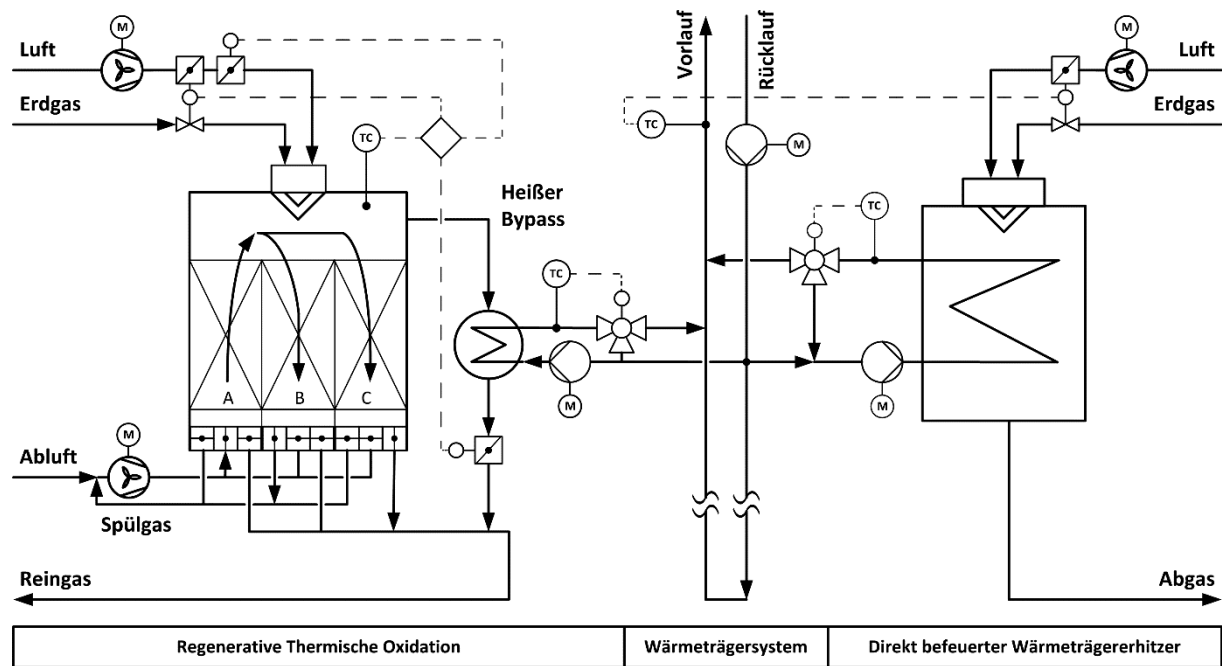 M
Luft
Erdgas
TC
Heißer
Bypass
Vorlauf
Rücklauf
TC
M
M
Luft
Erdgas
TC
TC
M
M
A
B
C
M
Abluft
Spülgas
Reingas
Abgas
Regenerative Thermische Oxidation
Wärmeträgersystem
Direkt befeuerter Wärmeträgererhitzer